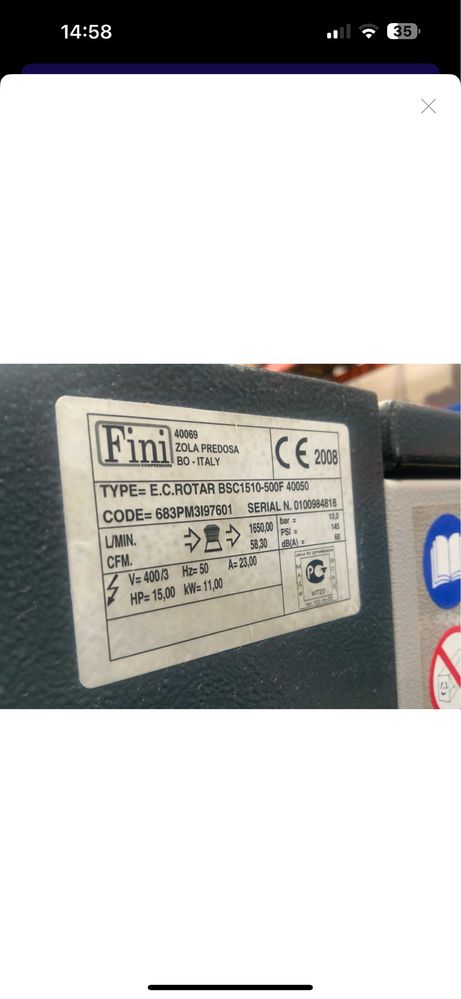 14:58
35
Fini
COMPRESSORS
40069
ZOLA PREDOSA
BO - ITALY
CE 2008
TYPE= E.C.ROTAR BSC1510-500F 40050
CODE= 683PM3I97601 SERIAL N. 0100984818
L/MIN. 1650,00
CFM. 58,30
bar = 10,0
PSI = 145
dB(A) = 68
V= 400/3 Hz= 50 A= 23,00
HP= 15,00 kW= 11,00
МТ20